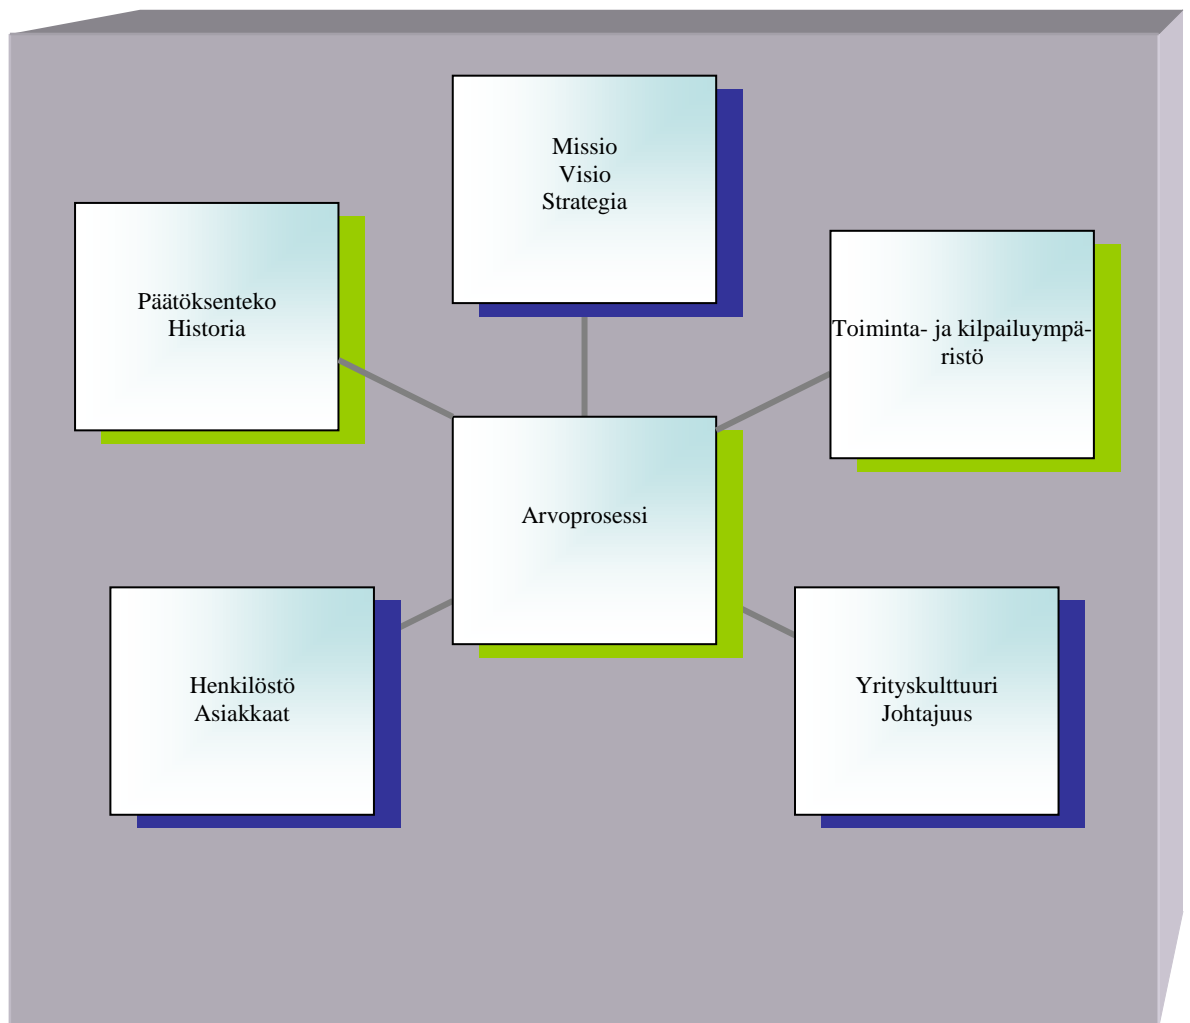 Missio
Visio
Strategia
Päätöksenteko
Historia
Toiminta- ja kilpailuympä-
ristö
Arvoprosessi
Henkilöstö
Asiakkaat
Yrityskulttuuri
Johtajuus